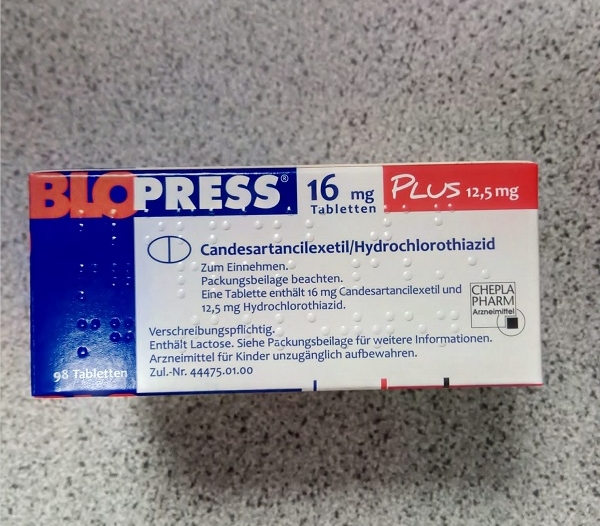 BLOPRESS® 16 mg Tabletten PLUS 12,5 mg
Candesartancilexetil/Hydrochlorothiazid
Zum Einnehmen.
Packungsbeilage beachten.
Eine Tablette enthält 16 mg Candesartancilexetil und
12,5 mg Hydrochlorothiazid.
CHEPLA
PHARM
Arzneimittel
Verschreibungspflichtig.
Enthält Lactose. Siehe Packungsbeilage für weitere Informationen.
Arzneimittel für Kinder unzugänglich aufbewahren.
Zul.-Nr. 44475.01.00
98 Tabletten